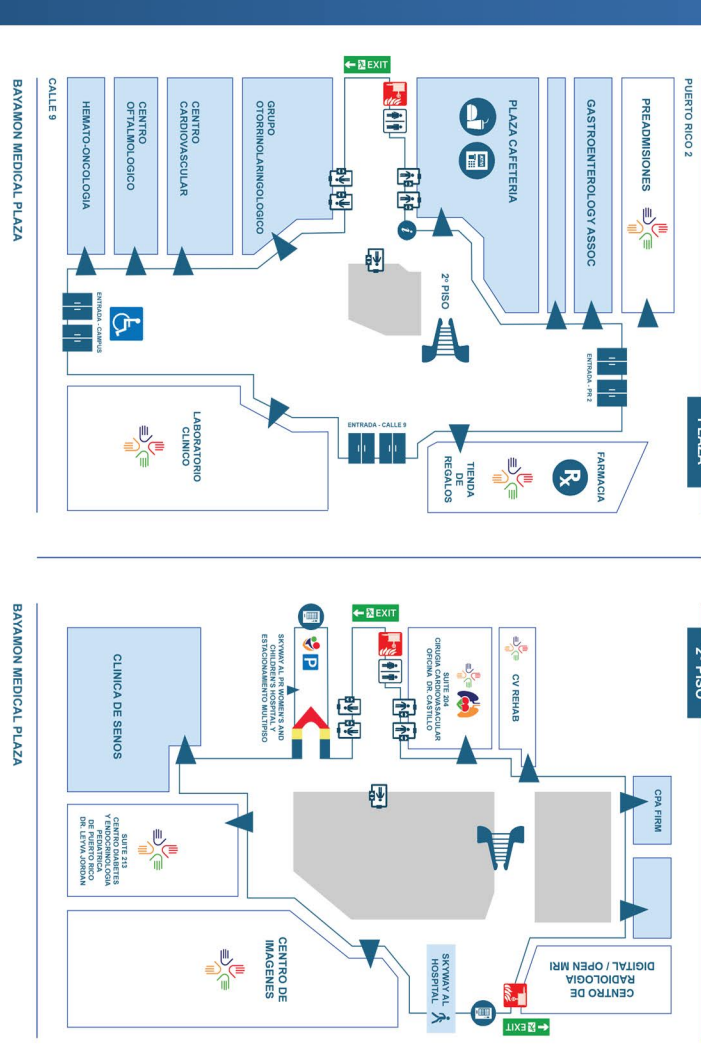 PLAZA
PUERTO RICO 2
PREADMISIONES
GASTROENTEROLOGY ASSOC
PLAZA CAFETERIA
EXIT
GRUPO
OTORRINOLARINGOLOGICO
CENTRO
CARDIOVASCULAR
CENTRO
OFTALMOLOGICO
HEMATO-ONCOLOGIA
CALLE 9
BAYAMON MEDICAL PLAZA
2º PISO
ENTRADA - PR 2
ENTRADA - CAMPUS
ENTRADA - CALLE 9
FARMACIA
Rx
TIENDA
DE
REGALOS
LABORATORIO
CLINICO
2º PISO
CPA FIRM
CV REHAB
SUITE 204
CIRUGIA CARDIOVASACULAR
OFICINA DR. CASTILLO
EXIT
P
SKYWAY AL PR WOMEN'S AND
CHILDREN'S HOSPITAL Y
ESTACIONAMIENTO MULTIPISO
CLINICA DE SENOS
SUITE 213
CENTRO DIABETES
Y ENDOCRINOLOGIA
PEDIATRICA
DE PUERTO RICO
DR. LEYVA JORDAN
CENTRO DE
IMAGENES
SKYWAY AL
HOSPITAL
EXIT
CENTRO DE
RADIOLOGIA
DIGITAL / OPEN MRI
BAYAMON MEDICAL PLAZA